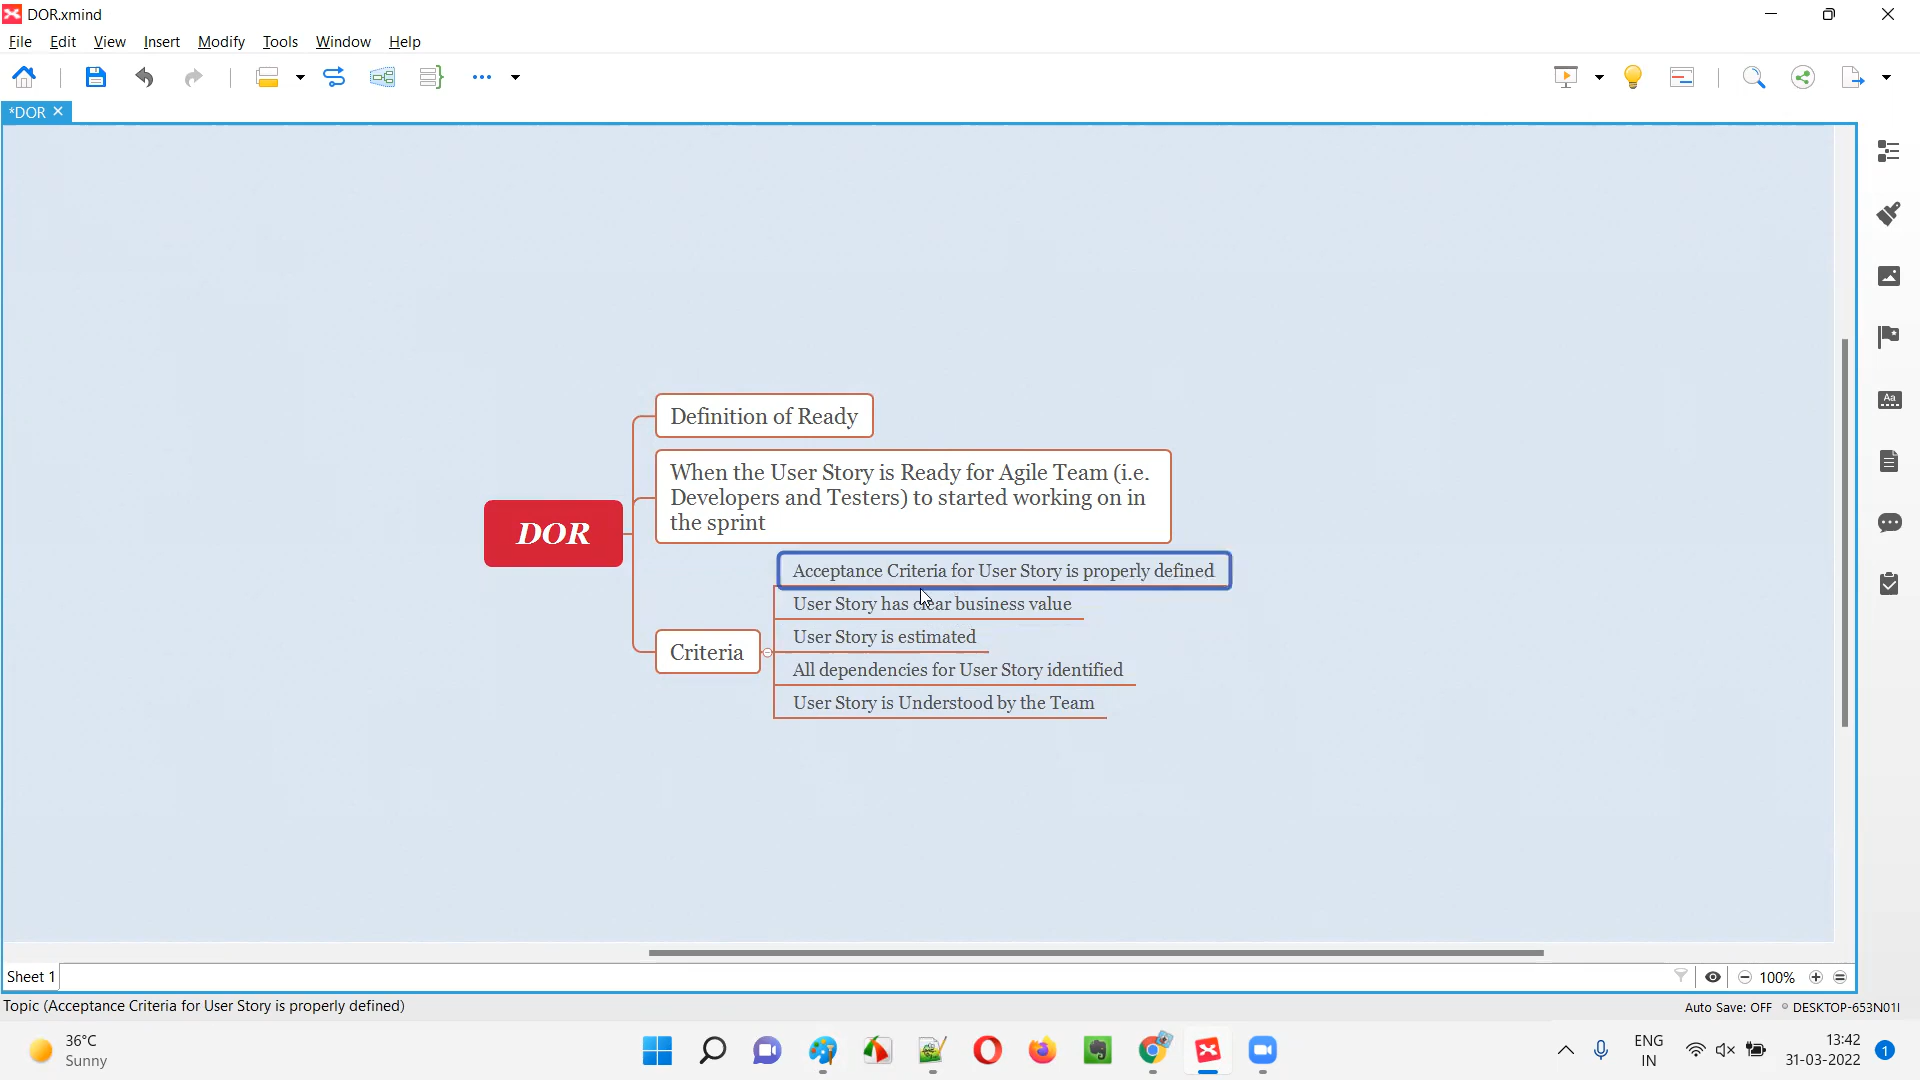 DOR.xmind
File Edit View Insert Modify Tools Window Help
*DOR
Definition of Ready
When the User Story is Ready for Agile Team (i.e.
Developers and Testers) to started working on in
the sprint
DOR
Acceptance Criteria for User Story is properly defined
User Story has clear business value
User Story is estimated
Criteria
All dependencies for User Story identified
User Story is Understood by the Team
Aa
Sheet 1
100%
Topic (Acceptance Criteria for User Story is properly defined)
Auto Save: OFF
DESKTOP-653N01I
36°C
Sunny
ENG
IN
13:42
31-03-2022
1